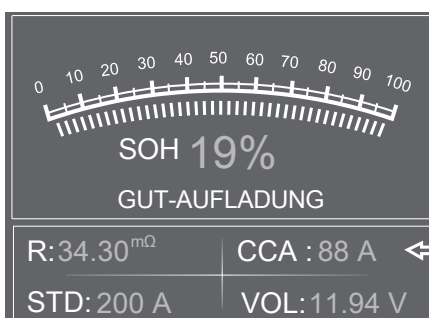 0 10 20 30 40 50 60 70 80 90 100
SOH 19%
GUT-AUFLADUNG
R:34.30mΩ CCA : 88 A
STD: 200 A VOL:11.94 V